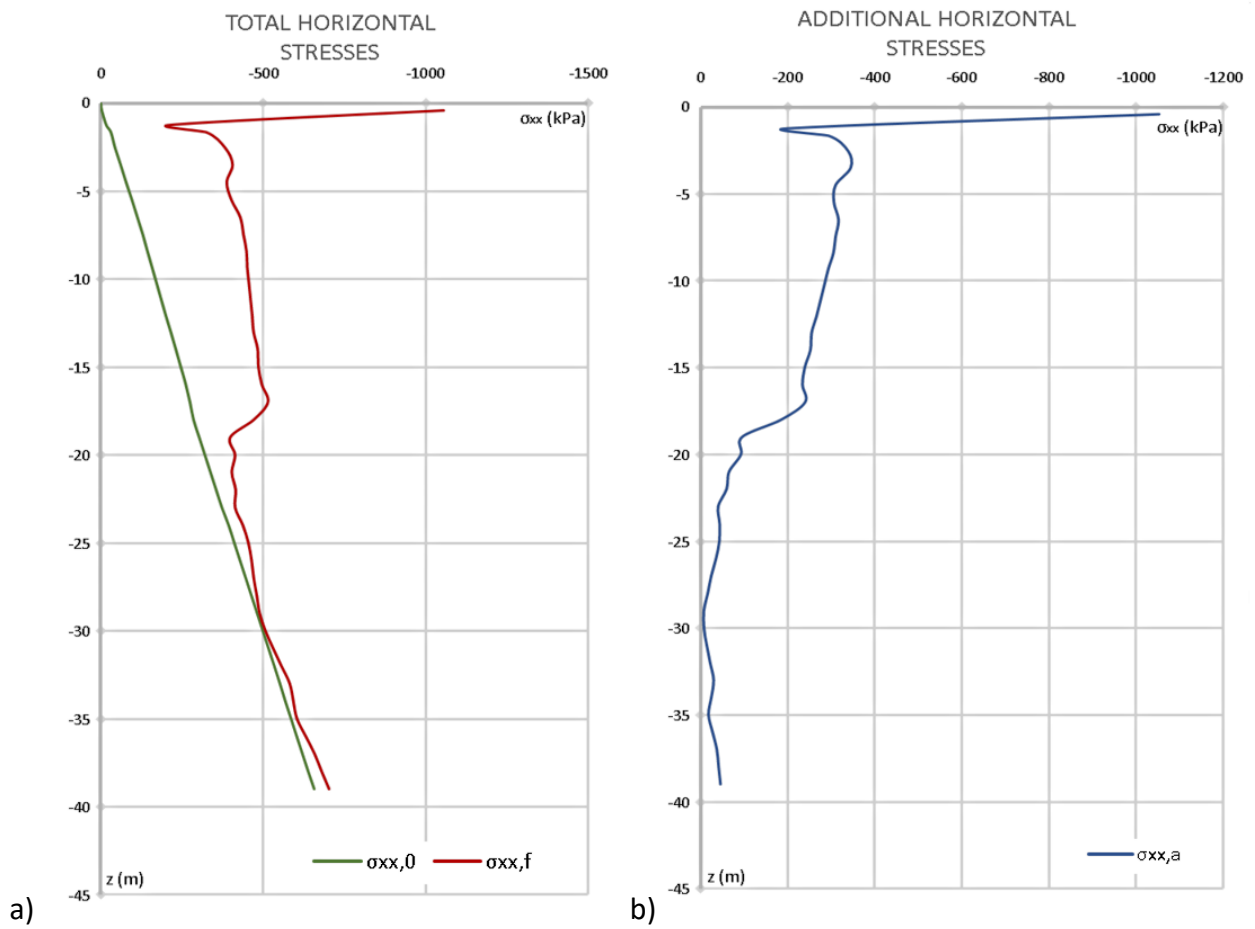 TOTAL HORIZONTAL
STRESSES
0 -500 -1000 -1500
σxx (kPa)
0
-5
-10
-15
-20
-25
-30
-35
-40
-45
σxx,0 σxx,f
z (m)
a)
ADDITIONAL HORIZONTAL
STRESSES
0 -200 -400 -600 -800 -1000 -1200
σxx (kPa)
0
-5
-10
-15
-20
-25
-30
-35
-40
-45
σxx,a
z (m)
b)